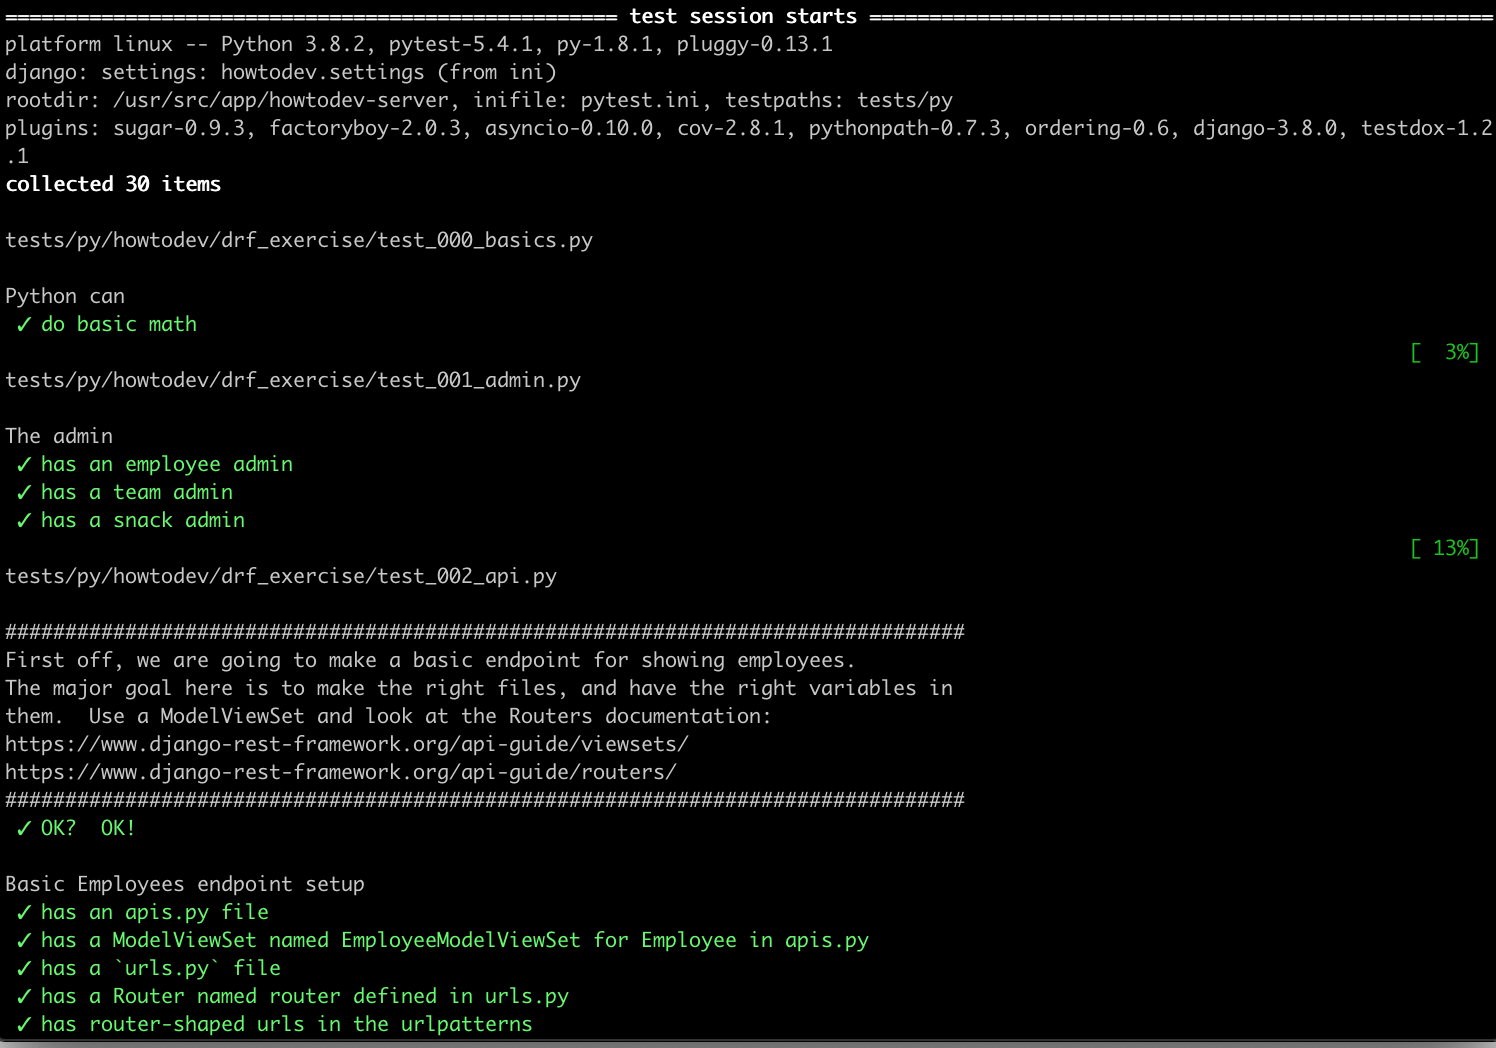 =================================================== test session starts ====================================================
platform linux -- Python 3.8.2, pytest-5.4.1, py-1.8.1, pluggy-0.13.1
django: settings: howtodev.settings (from ini)
rootdir: /usr/src/app/howtodev-server, inifile: pytest.ini, testpaths: tests/py
plugins: sugar-0.9.3, factoryboy-2.0.3, asyncio-0.10.0, cov-2.8.1, pythonpath-0.7.3, ordering-0.6, django-3.8.0, testdox-1.2
.1
collected 30 items
tests/py/howtodev/drf_exercise/test_000_basics.py
Python can
✓ do basic math
[  3%]
tests/py/howtodev/drf_exercise/test_001_admin.py
The admin
✓ has an employee admin
✓ has a team admin
✓ has a snack admin
[ 13%]
tests/py/howtodev/drf_exercise/test_002_api.py
################################################################################
First off, we are going to make a basic endpoint for showing employees.
The major goal here is to make the right files, and have the right variables in
them.  Use a ModelViewSet and look at the Routers documentation:
https://www.django-rest-framework.org/api-guide/viewsets/
https://www.django-rest-framework.org/api-guide/routers/
################################################################################
✓ OK?  OK!
Basic Employees endpoint setup
✓ has an apis.py file
✓ has a ModelViewSet named EmployeeModelViewSet for Employee in apis.py
✓ has a `urls.py` file
✓ has a Router named router defined in urls.py
✓ has router-shaped urls in the urlpatterns